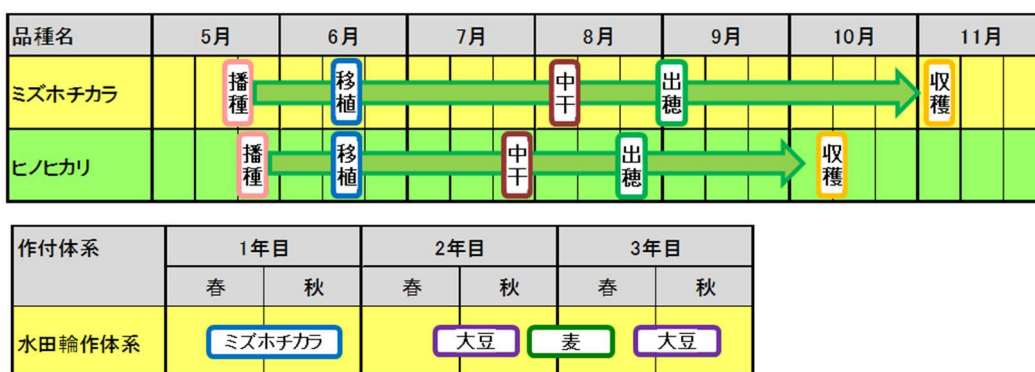 品種名 5月 6月 7月 8月 9月 10月 11月
ミズホチカラ 播種 移植 中干 出穂 収穫
ヒノヒカリ 播種 移植 中干 出穂 収穫
作付体系 1年目 2年目 3年目
春 秋 春 秋 春 秋
水田輪作体系 ミズホチカラ 大豆 麦 大豆